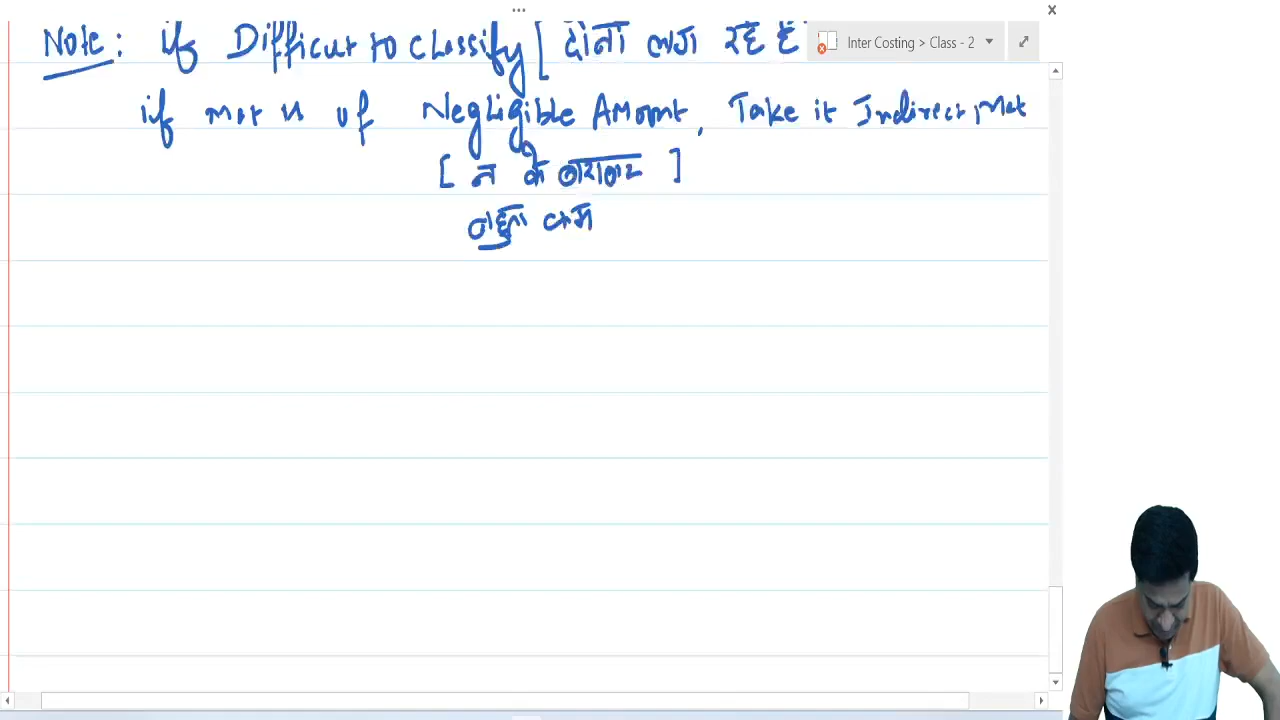 Note: if Difficult to classify [ दोनो लग रहे है
Inter Costing > Class - 2
if mat is of Negligible Amount, Take it Indirect Mat
[ न के बराबर ]
बहुत कम